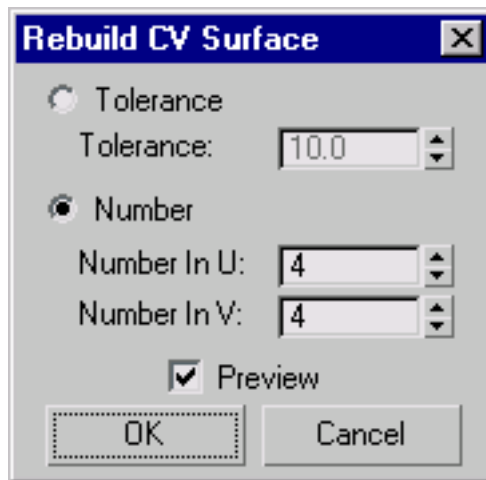 Rebuild CV Surface
Tolerance
Tolerance: 10.0
Number
Number In U: 4
Number In V: 4
Preview
OK Cancel